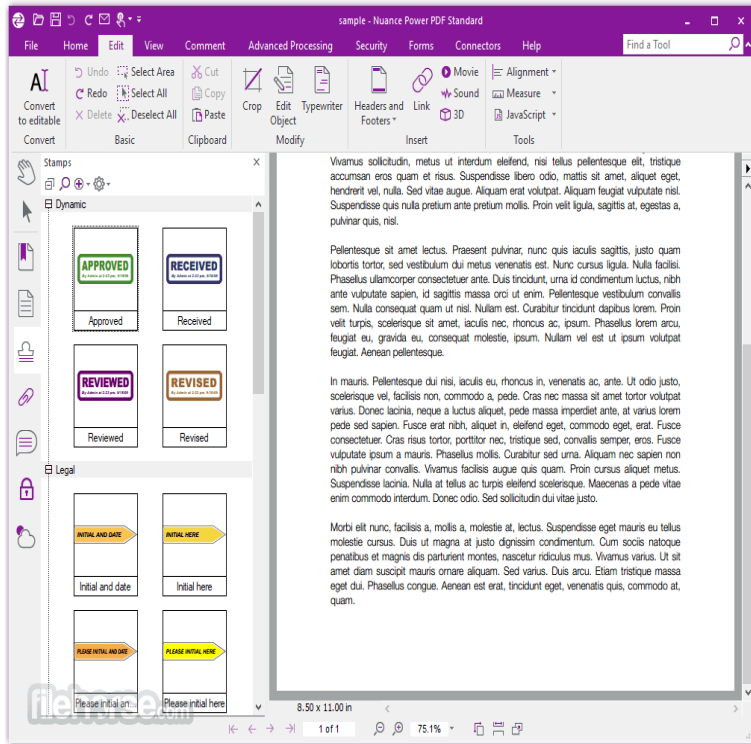 sample - Nuance Power PDF Standard
File Home Edit View Comment Advanced Processing Security Forms Connectors Help Find a Tool
Convert to editable
Undo Select Area
Redo Select All
Delete Deselect All
Cut
Copy
Paste
Crop Edit Object Typewriter
Headers and Footers Link
Movie
Sound
3D
Alignment
Measure
JavaScript
Convert Basic Clipboard Modify Insert Tools
Stamps
Dynamic
APPROVED
RECEIVED
Approved Received
REVIEWED
REVISED
Reviewed Revised
Legal
INITIAL AND DATE
INITIAL HERE
Initial and date Initial here
PLEASE INITIAL AND DATE
PLEASE INITIAL HERE
Please initial an... Please initial here
filehorse.com
Vivamus sollicitudin, metus ut interdum eleifend, nisi tellus pellentesque elit, tristique
accumsan eros quam et risus. Suspendisse libero odio, mattis sit amet, aliquet eget,
hendrerit vel, nulla. Sed vitae augue. Aliquam erat volutpat. Aliquam feugiat vulputate nisl.
Suspendisse quis nulla pretium ante pretium mollis. Proin velit ligula, sagittis at, egestas a,
pulvinar quis, nisl.
Pellentesque sit amet lectus. Praesent pulvinar, nunc quis iaculis sagittis, justo quam
lobortis tortor, sed vestibulum dui metus venenatis est. Nunc cursus ligula. Nulla facilisi.
Phasellus ullamcorper consectetuer ante. Duis tincidunt, urna id condimentum luctus, nibh
ante vulputate sapien, id sagittis massa orci ut enim. Pellentesque vestibulum convallis
sem. Nulla consequat quam ut nisl. Nullam est. Curabitur tincidunt dapibus lorem. Proin
velit turpis, scelerisque sit amet, iaculis nec, rhoncus ac, ipsum. Phasellus lorem arcu,
feugiat eu, gravida eu, consequat molestie, ipsum. Nullam vel est ut ipsum volutpat
feugiat. Aenean pellentesque.
In mauris. Pellentesque dui nisi, iaculis eu, rhoncus in, venenatis ac, ante. Ut odio justo,
scelerisque vel, facilisis non, commodo a, pede. Cras nec massa sit amet tortor volutpat
varius. Donec lacinia, neque a luctus aliquet, pede massa imperdiet ante, at varius lorem
pede sed sapien. Fusce erat nibh, aliquet in, eleifend eget, commodo eget, erat. Fusce
consectetuer. Cras risus tortor, porttitor nec, tristique sed, convallis semper, eros. Fusce
vulputate ipsum a mauris. Phasellus mollis. Curabitur sed urna. Aliquam nec sapien non
nibh pulvinar convallis. Vivamus facilisis augue quis quam. Proin cursus aliquet metus.
Suspendisse lacinia. Nulla at tellus ac turpis eleifend scelerisque. Maecenas a pede vitae
enim commodo interdum. Donec odio. Sed sollicitudin dui vitae justo.
Morbi elit nunc, facilisis a, mollis a, molestie at, lectus. Suspendisse eget mauris eu tellus
molestie cursus. Duis ut magna at justo dignissim condimentum. Cum sociis natoque
penatibus et magnis dis parturient montes, nascetur ridiculus mus. Vivamus varius. Ut sit
amet diam suscipit mauris ornare aliquam. Sed varius. Duis arcu. Etiam tristique massa
eget dui. Phasellus congue. Aenean est erat, tincidunt eget, venenatis quis, commodo at,
quam.
8.50 x 11.00 in
1 of 1 75.1%